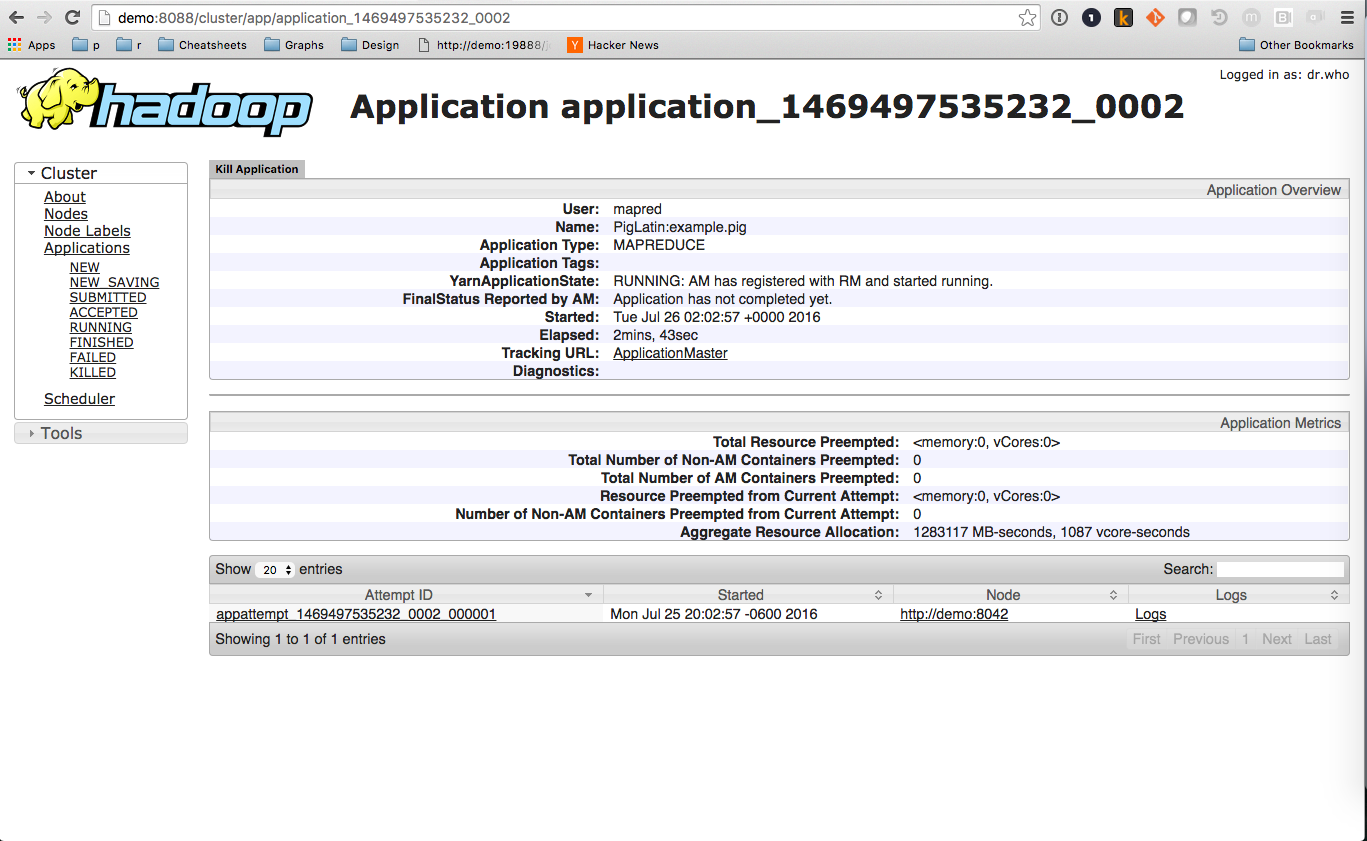 demo:8088/cluster/app/application_1469497535232_0002
Apps p r Cheatsheets Graphs Design http://demo:19888/j Hacker News Other Bookmarks
Logged in as: dr.who
hadoop
Application application_1469497535232_0002
Cluster
About
Nodes
Node Labels
Applications
NEW
NEW_SAVING
SUBMITTED
ACCEPTED
RUNNING
FINISHED
FAILED
KILLED
Scheduler
Tools
Kill Application
Application Overview
User: mapred
Name: PigLatin:example.pig
Application Type: MAPREDUCE
Application Tags:
YarnApplicationState: RUNNING: AM has registered with RM and started running.
FinalStatus Reported by AM: Application has not completed yet.
Started: Tue Jul 26 02:02:57 +0000 2016
Elapsed: 2mins, 43sec
Tracking URL: ApplicationMaster
Diagnostics:
Application Metrics
Total Resource Preempted: <memory:0, vCores:0>
Total Number of Non-AM Containers Preempted: 0
Total Number of AM Containers Preempted: 0
Resource Preempted from Current Attempt: <memory:0, vCores:0>
Number of Non-AM Containers Preempted from Current Attempt: 0
Aggregate Resource Allocation: 1283117 MB-seconds, 1087 vcore-seconds
Show 20 entries Search:
Attempt ID Started Node Logs
appattempt_1469497535232_0002_000001 Mon Jul 25 20:02:57 -0600 2016 http://demo:8042 Logs
Showing 1 to 1 of 1 entries First Previous 1 Next Last